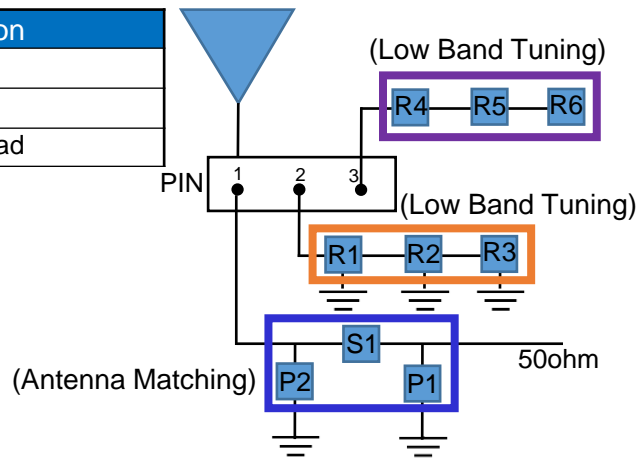 on
ad
(Low Band Tuning)
R4 R5 R6
PIN 1 2 3
(Low Band Tuning)
R1 R2 R3
S1
50ohm
(Antenna Matching) P2 P1